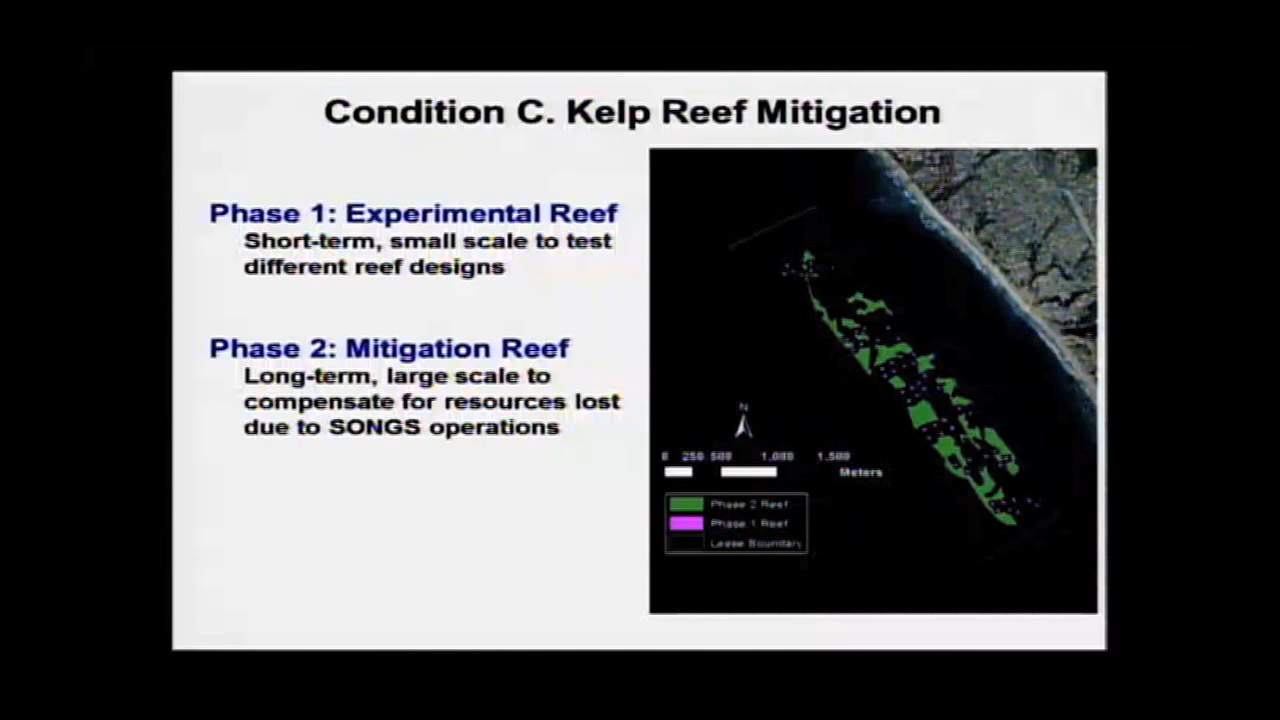 Condition C. Kelp Reef Mitigation
Phase 1: Experimental Reef
Short-term, small scale to test
different reef designs
Phase 2: Mitigation Reef
Long-term, large scale to
compensate for resources lost
due to SONGS operations
N
0 250 500 1,000 1,500
Meters
Phase 2 Reef
Phase 1 Reef
Lease Boundary